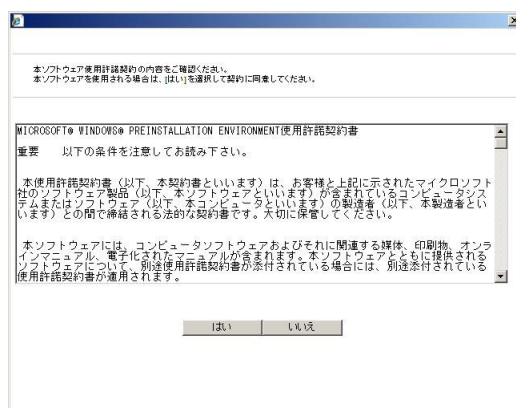 本ソフトウェア使用許諾契約の内容をご確認ください。
本ソフトウェアを使用される場合は、[はい]を選択して契約に同意してください。
MICROSOFT® WINDOWS® PREINSTALLATION ENVIRONMENT使用許諾契約書
重要 以下の条件を注意してお読み下さい。
本使用許諾契約書（以下、本契約書といいます）は、お客様と上記に示されたマイクロソフト
社のソフトウェア製品（以下、本ソフトウェアといいます）が含まれているコンピュータシス
テムまたはソフトウェア（以下、本コンピュータといいます）の製造者（以下、本製造者とい
います）との間で締結される法的な契約書です。大切に保管してください。
本ソフトウェアには、コンピュータソフトウェアおよびそれに関連する媒体、印刷物、オンラ
インマニュアル、電子化されたマニュアルが含まれます。本ソフトウェアとともに提供される
ソフトウェアについて、別途使用許諾契約書が添付されている場合には、別途添付されている
使用許諾契約書が適用されます。
はい
いいえ